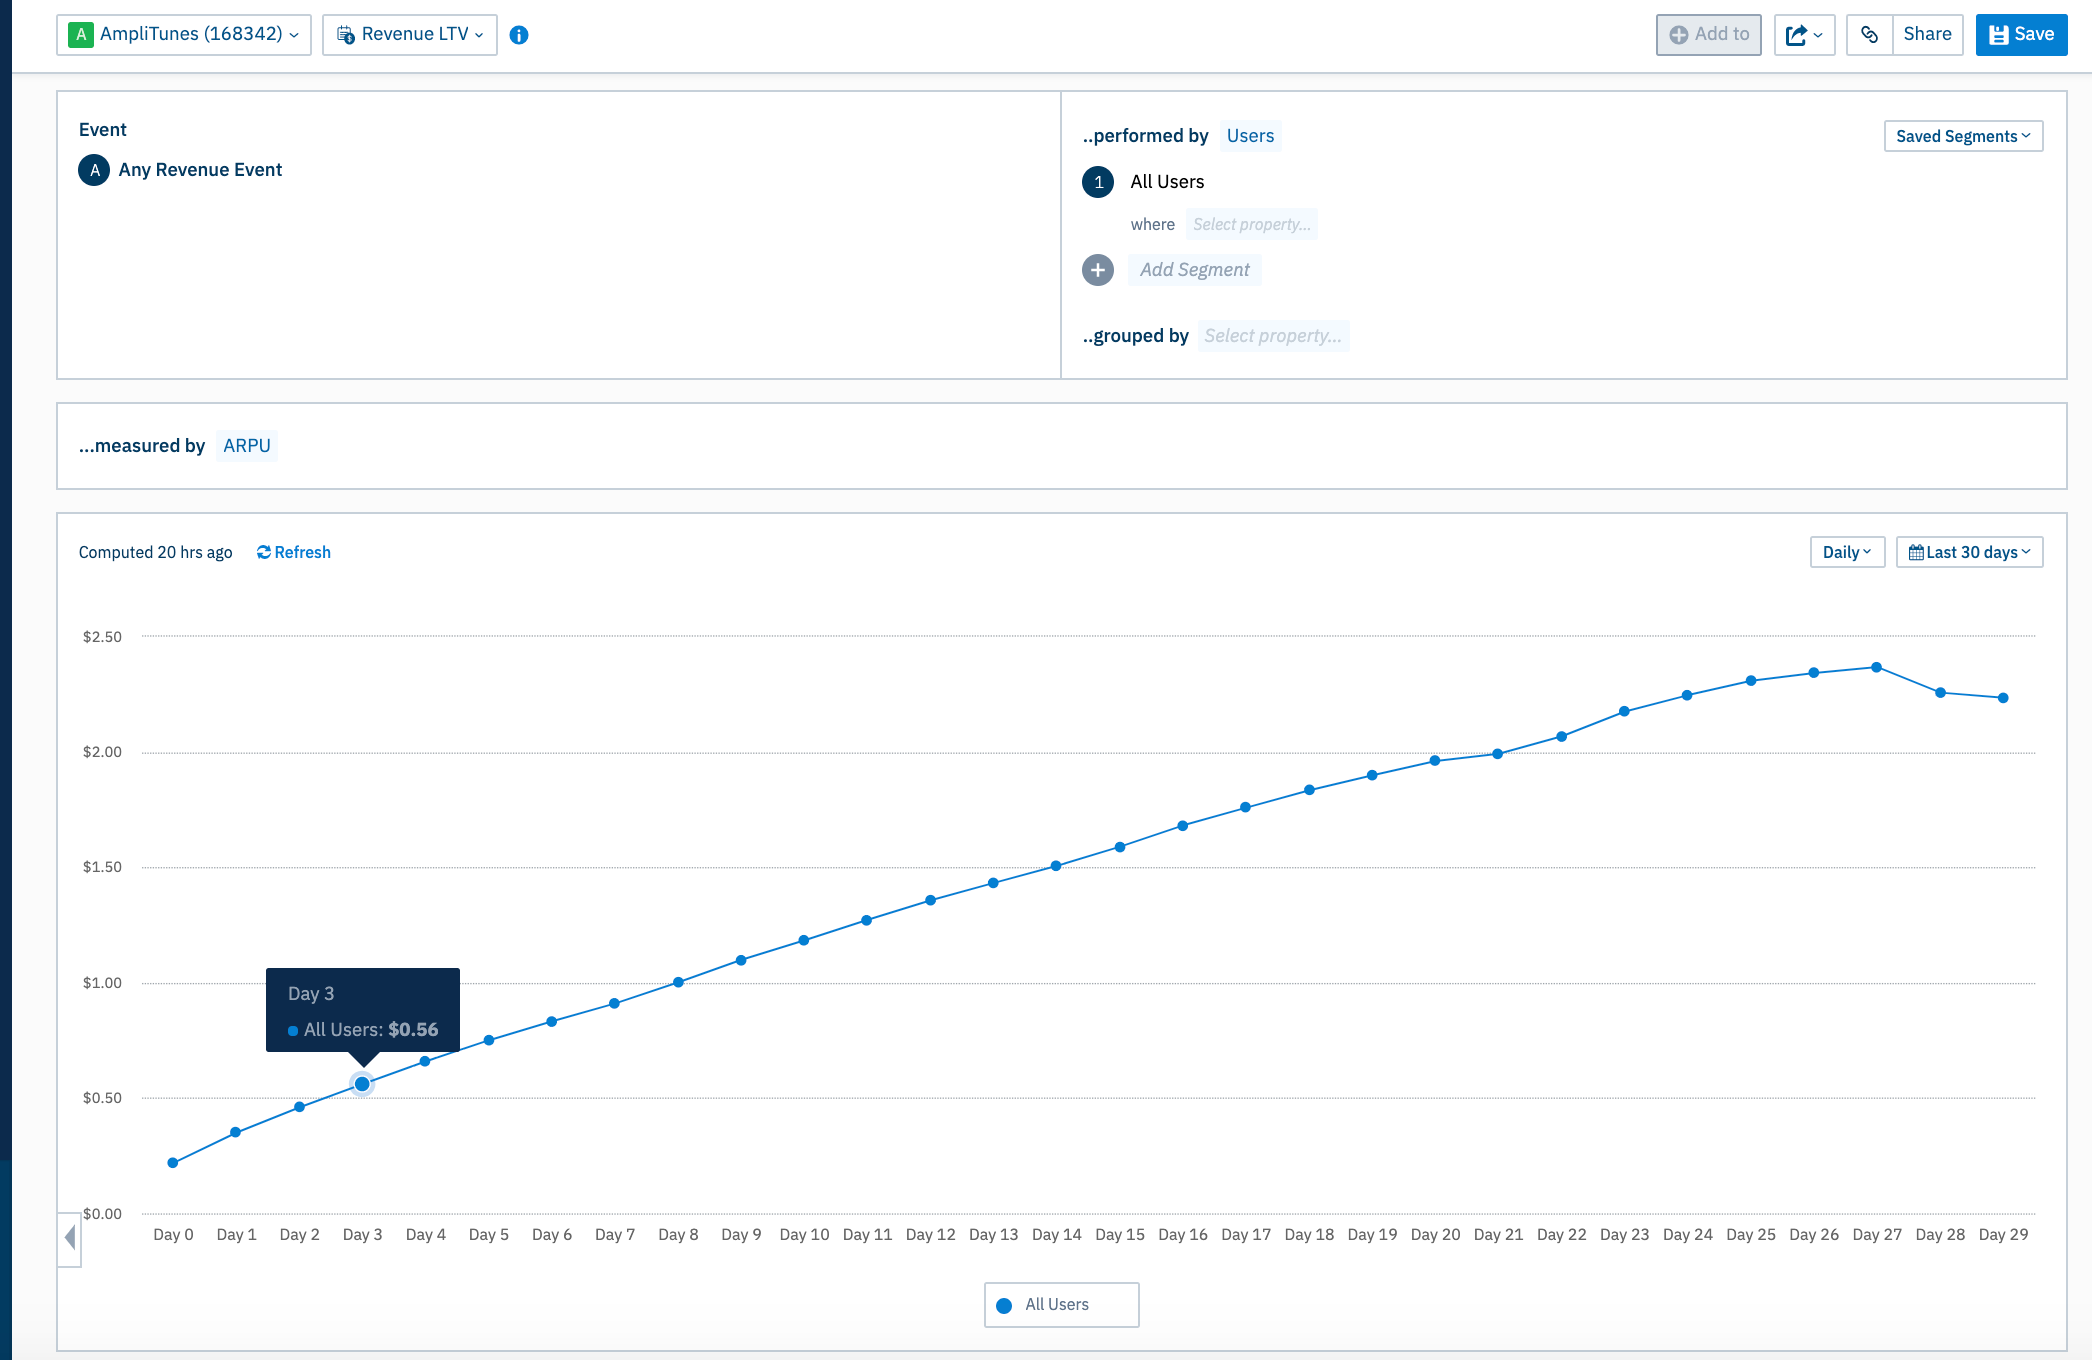 A AmpliTunes (168342) Revenue LTV Add to Share Save
Event
A Any Revenue Event
..performed by Users Saved Segments
1 All Users
where Select property...
Add Segment
..grouped by Select property...
...measured by ARPU
Computed 20 hrs ago Refresh Daily Last 30 days
$2.50
$2.00
$1.50
$1.00
Day 3
All Users: $0.56
$0.50
$0.00
Day 0 Day 1 Day 2 Day 3 Day 4 Day 5 Day 6 Day 7 Day 8 Day 9 Day 10 Day 11 Day 12 Day 13 Day 14 Day 15 Day 16 Day 17 Day 18 Day 19 Day 20 Day 21 Day 22 Day 23 Day 24 Day 25 Day 26 Day 27 Day 28 Day 29
All Users